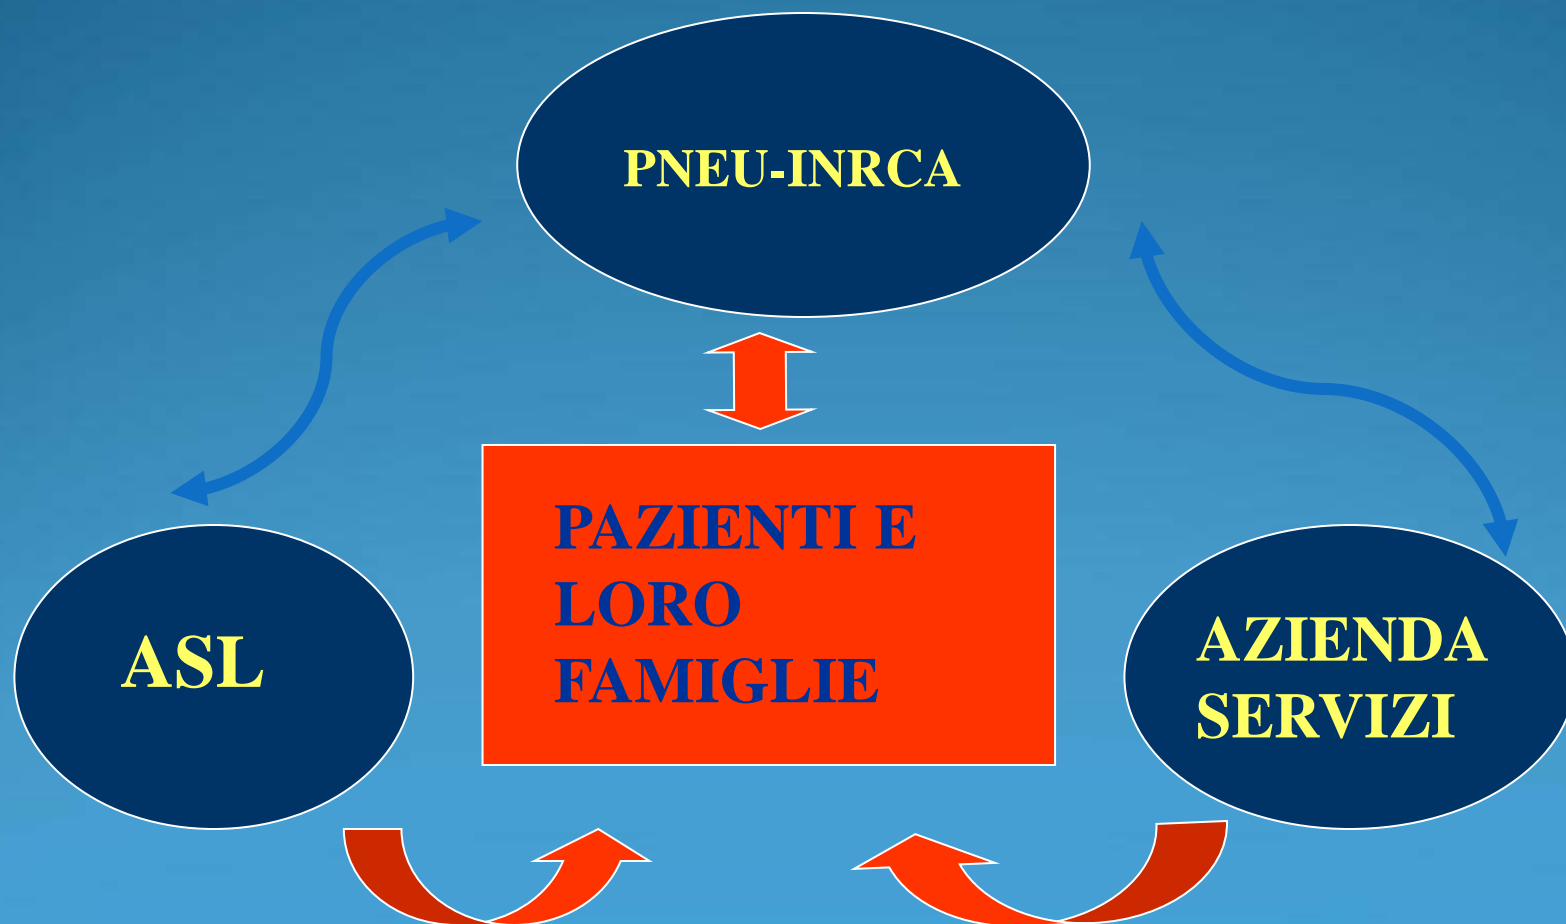 PNEU-INRCA
PAZIENTI E
LORO
FAMIGLIE
ASL
AZIENDA
SERVIZI